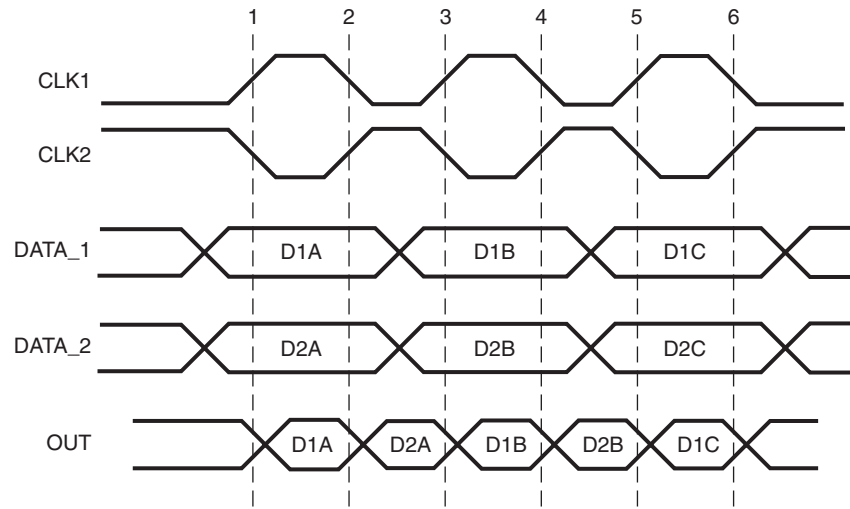 1 2 3 4 5 6
CLK1
CLK2
DATA_1 D1A D1B D1C
DATA_2 D2A D2B D2C
OUT D1A D2A D1B D2B D1C